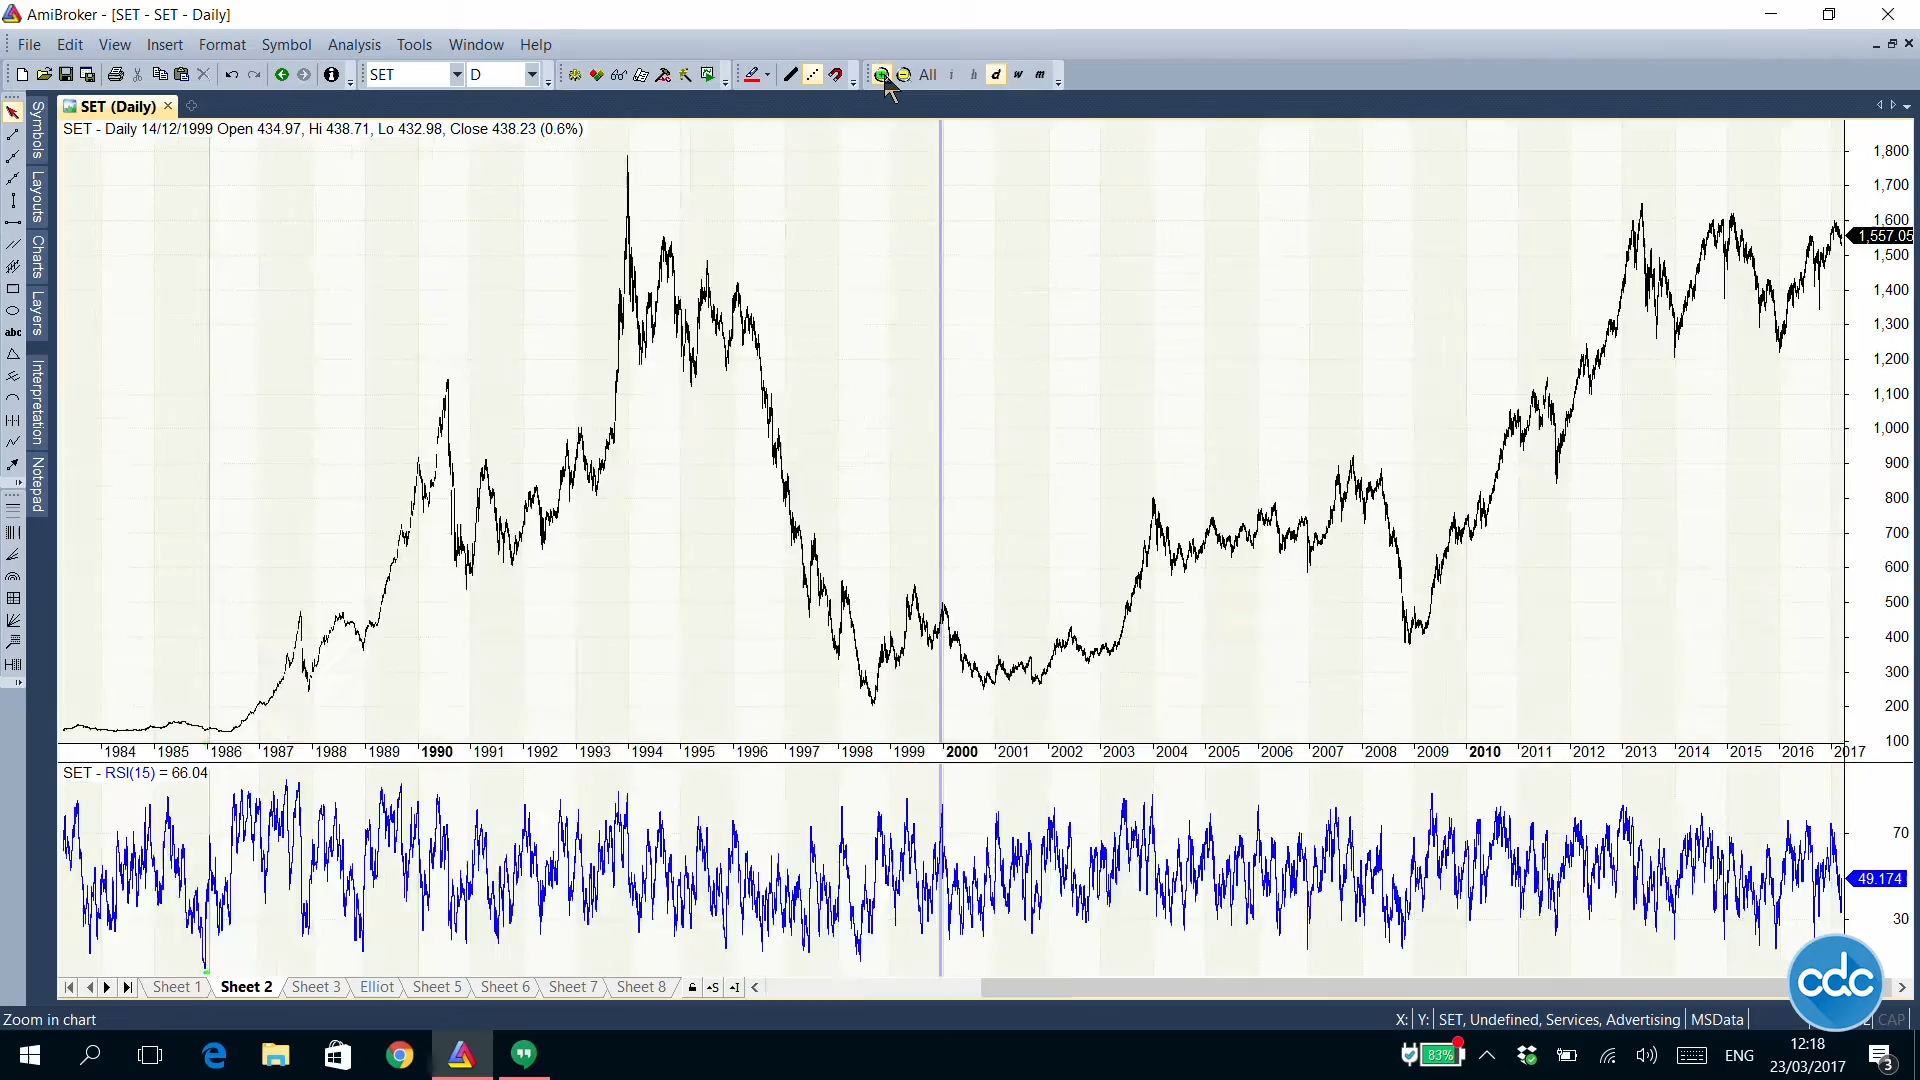 AmiBroker - [SET - SET - Daily]
File Edit View Insert Format Symbol Analysis Tools Window Help
SET D All i h d w m
SET (Daily)
SET - Daily 14/12/1999 Open 434.97, Hi 438.71, Lo 432.98, Close 438.23 (0.6%)
Symbols
Layouts
Charts
Layers
Interpretation
Notepad
abc
1,800
1,700
1,600
1,557.05
1,500
1,400
1,300
1,200
1,100
1,000
900
800
700
600
500
400
300
200
100
1984 1985 1986 1987 1988 1989 1990 1991 1992 1993 1994 1995 1996 1997 1998 1999 2000 2001 2002 2003 2004 2005 2006 2007 2008 2009 2010 2011 2012 2013 2014 2015 2016 2017
SET - RSI(15) = 66.04
70
49.174
30
Sheet 1 Sheet 2 Sheet 3 Elliot Sheet 5 Sheet 6 Sheet 7 Sheet 8
cdc
Zoom in chart X: Y: SET, Undefined, Services, Advertising MSData CAP
83% ENG 12:18
23/03/2017 3